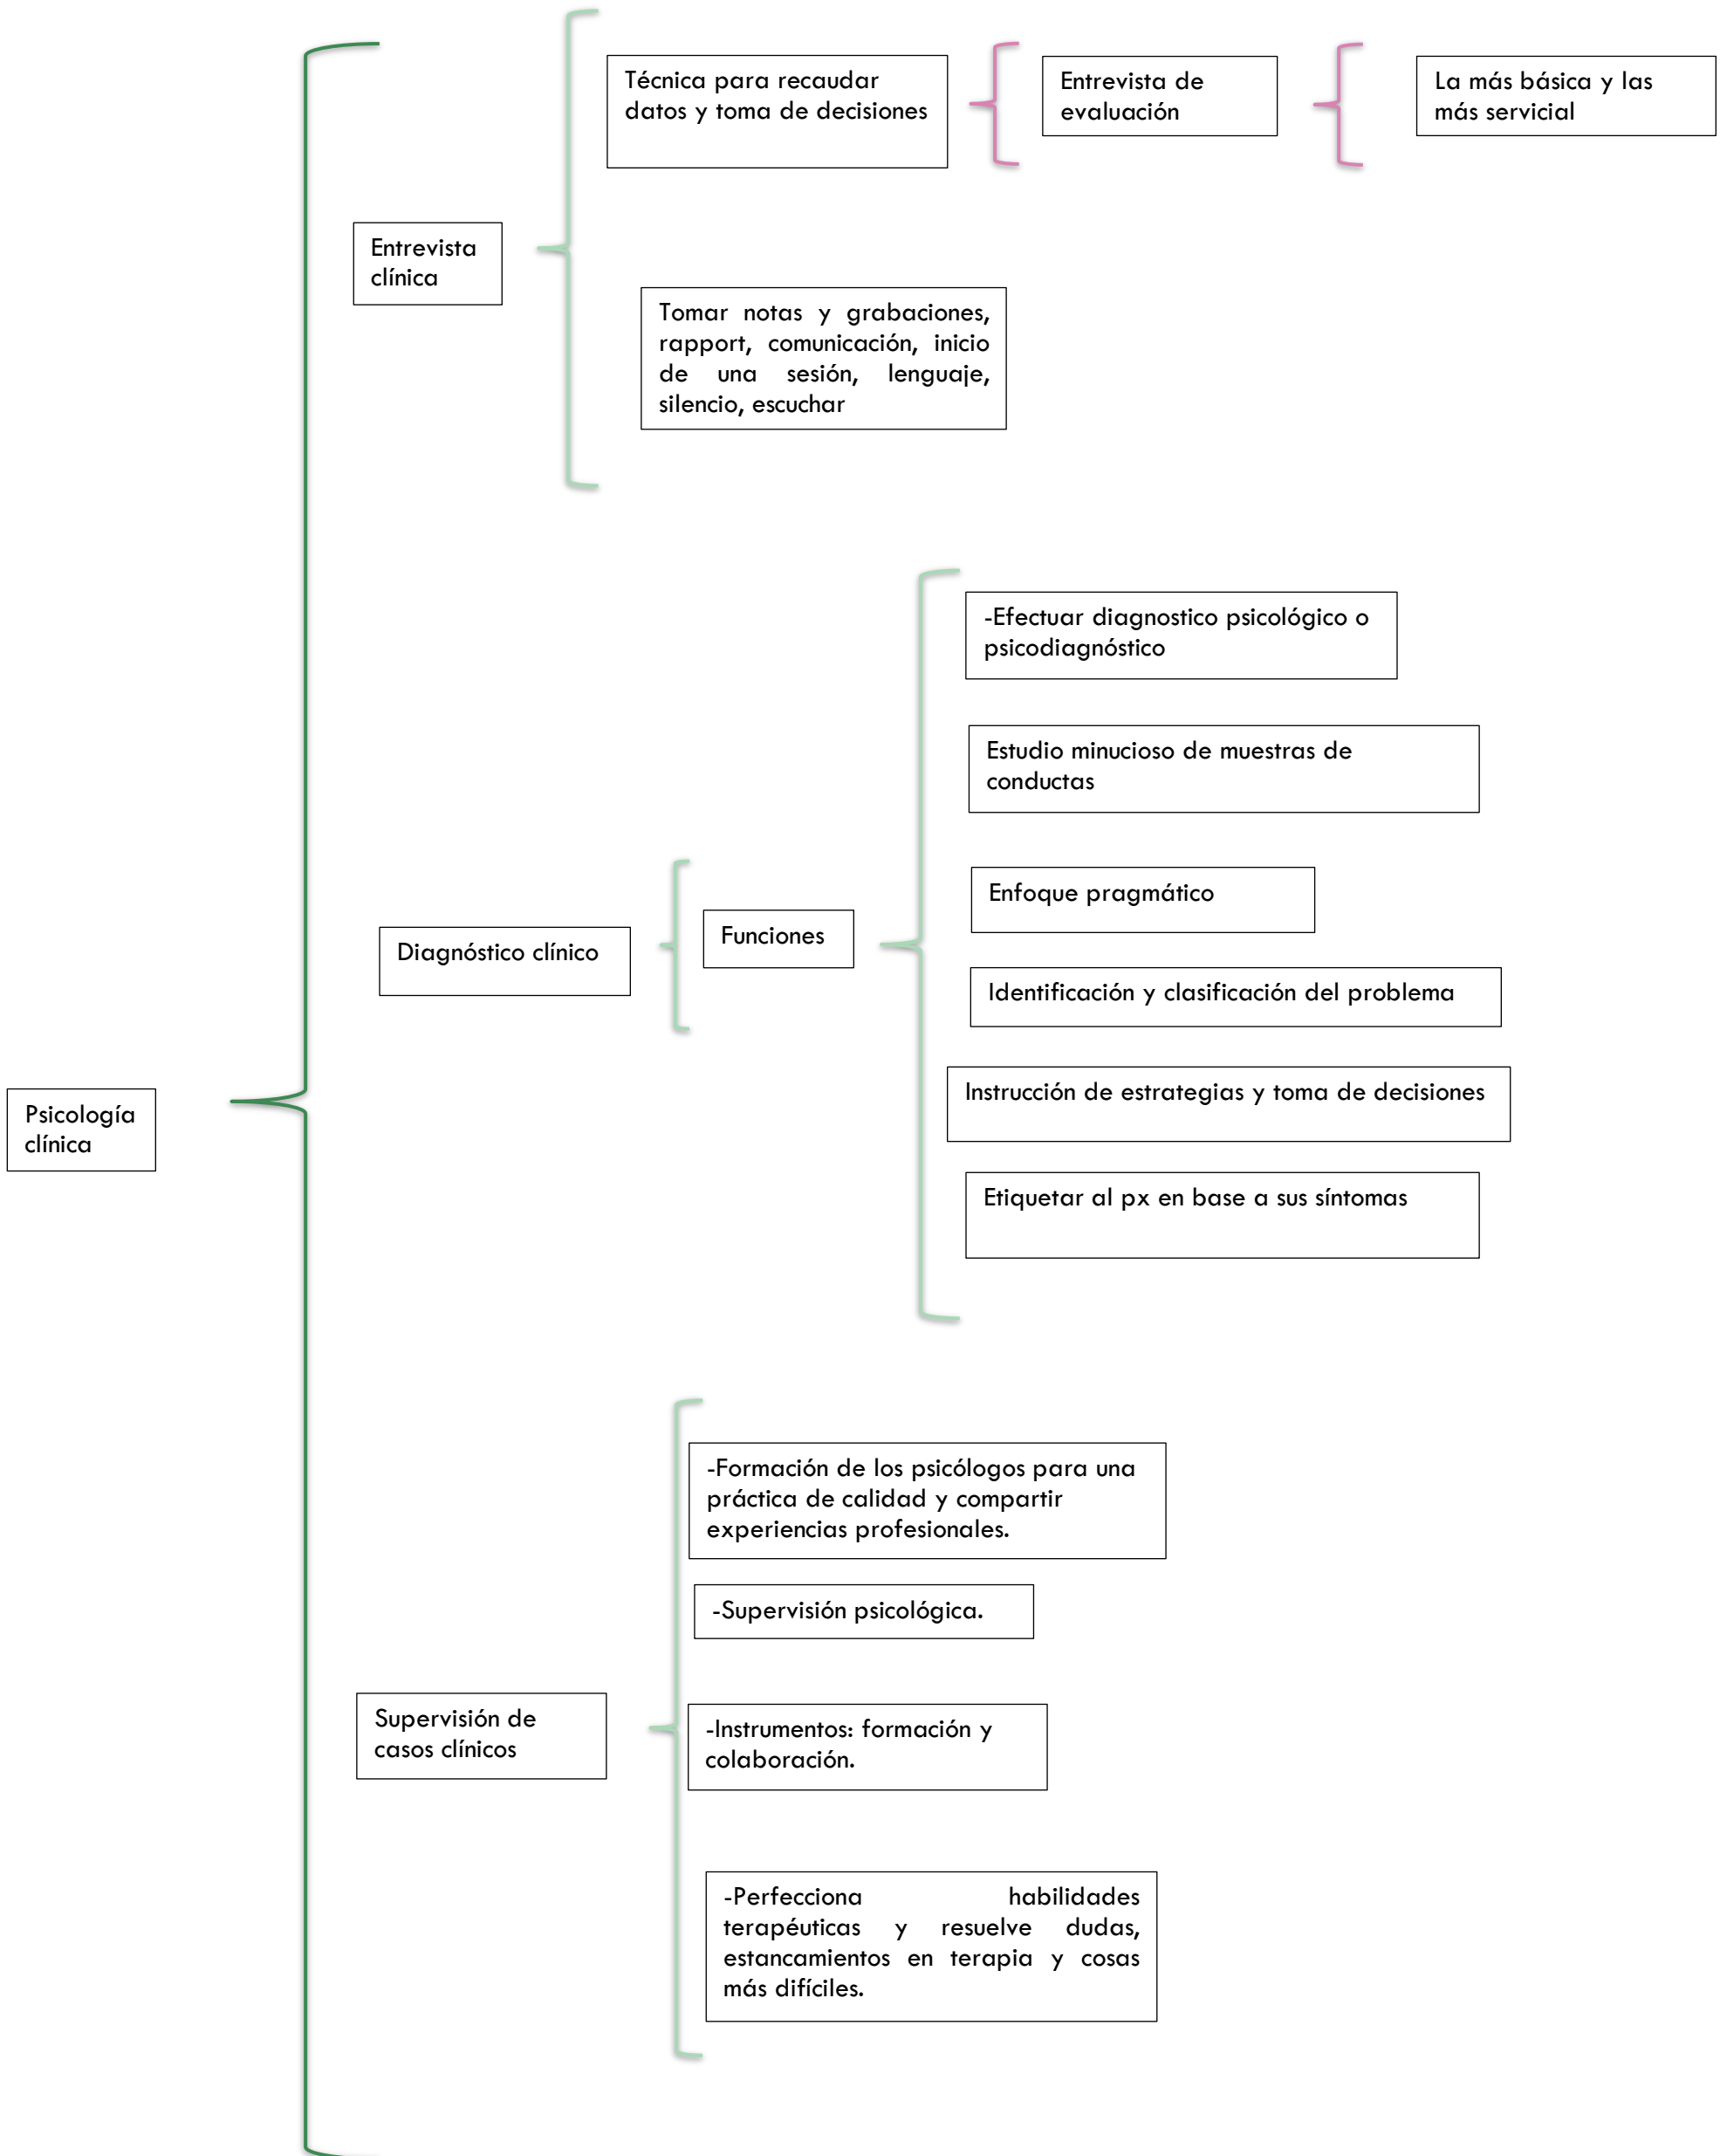 Psicología
clínica
Entrevista
clínica
Técnica para recaudar
datos y toma de decisiones
Entrevista de
evaluación
La más básica y las
más servicial
Tomar notas y grabaciones,
rapport, comunicación, inicio
de una sesión, lenguaje,
silencio, escuchar
Diagnóstico clínico
Funciones
-Efectuar diagnostico psicológico o
psicodiagnóstico
Estudio minucioso de muestras de
conductas
Enfoque pragmático
Identificación y clasificación del problema
Instrucción de estrategias y toma de decisiones
Etiquetar al px en base a sus síntomas
Supervisión de
casos clínicos
-Formación de los psicólogos para una
práctica de calidad y compartir
experiencias profesionales.
-Supervisión psicológica.
-Instrumentos: formación y
colaboración.
-Perfecciona habilidades
terapéuticas y resuelve dudas,
estancamientos en terapia y cosas
más difíciles.